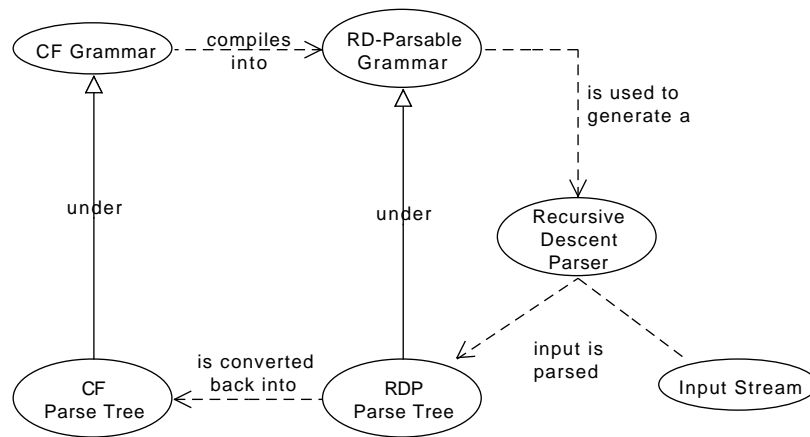 CF Grammar
compiles
into
RD-Parsable
Grammar
is used to
generate a
under
under
Recursive
Descent
Parser
is converted
back into
input is
parsed
CF
Parse Tree
RDP
Parse Tree
Input Stream